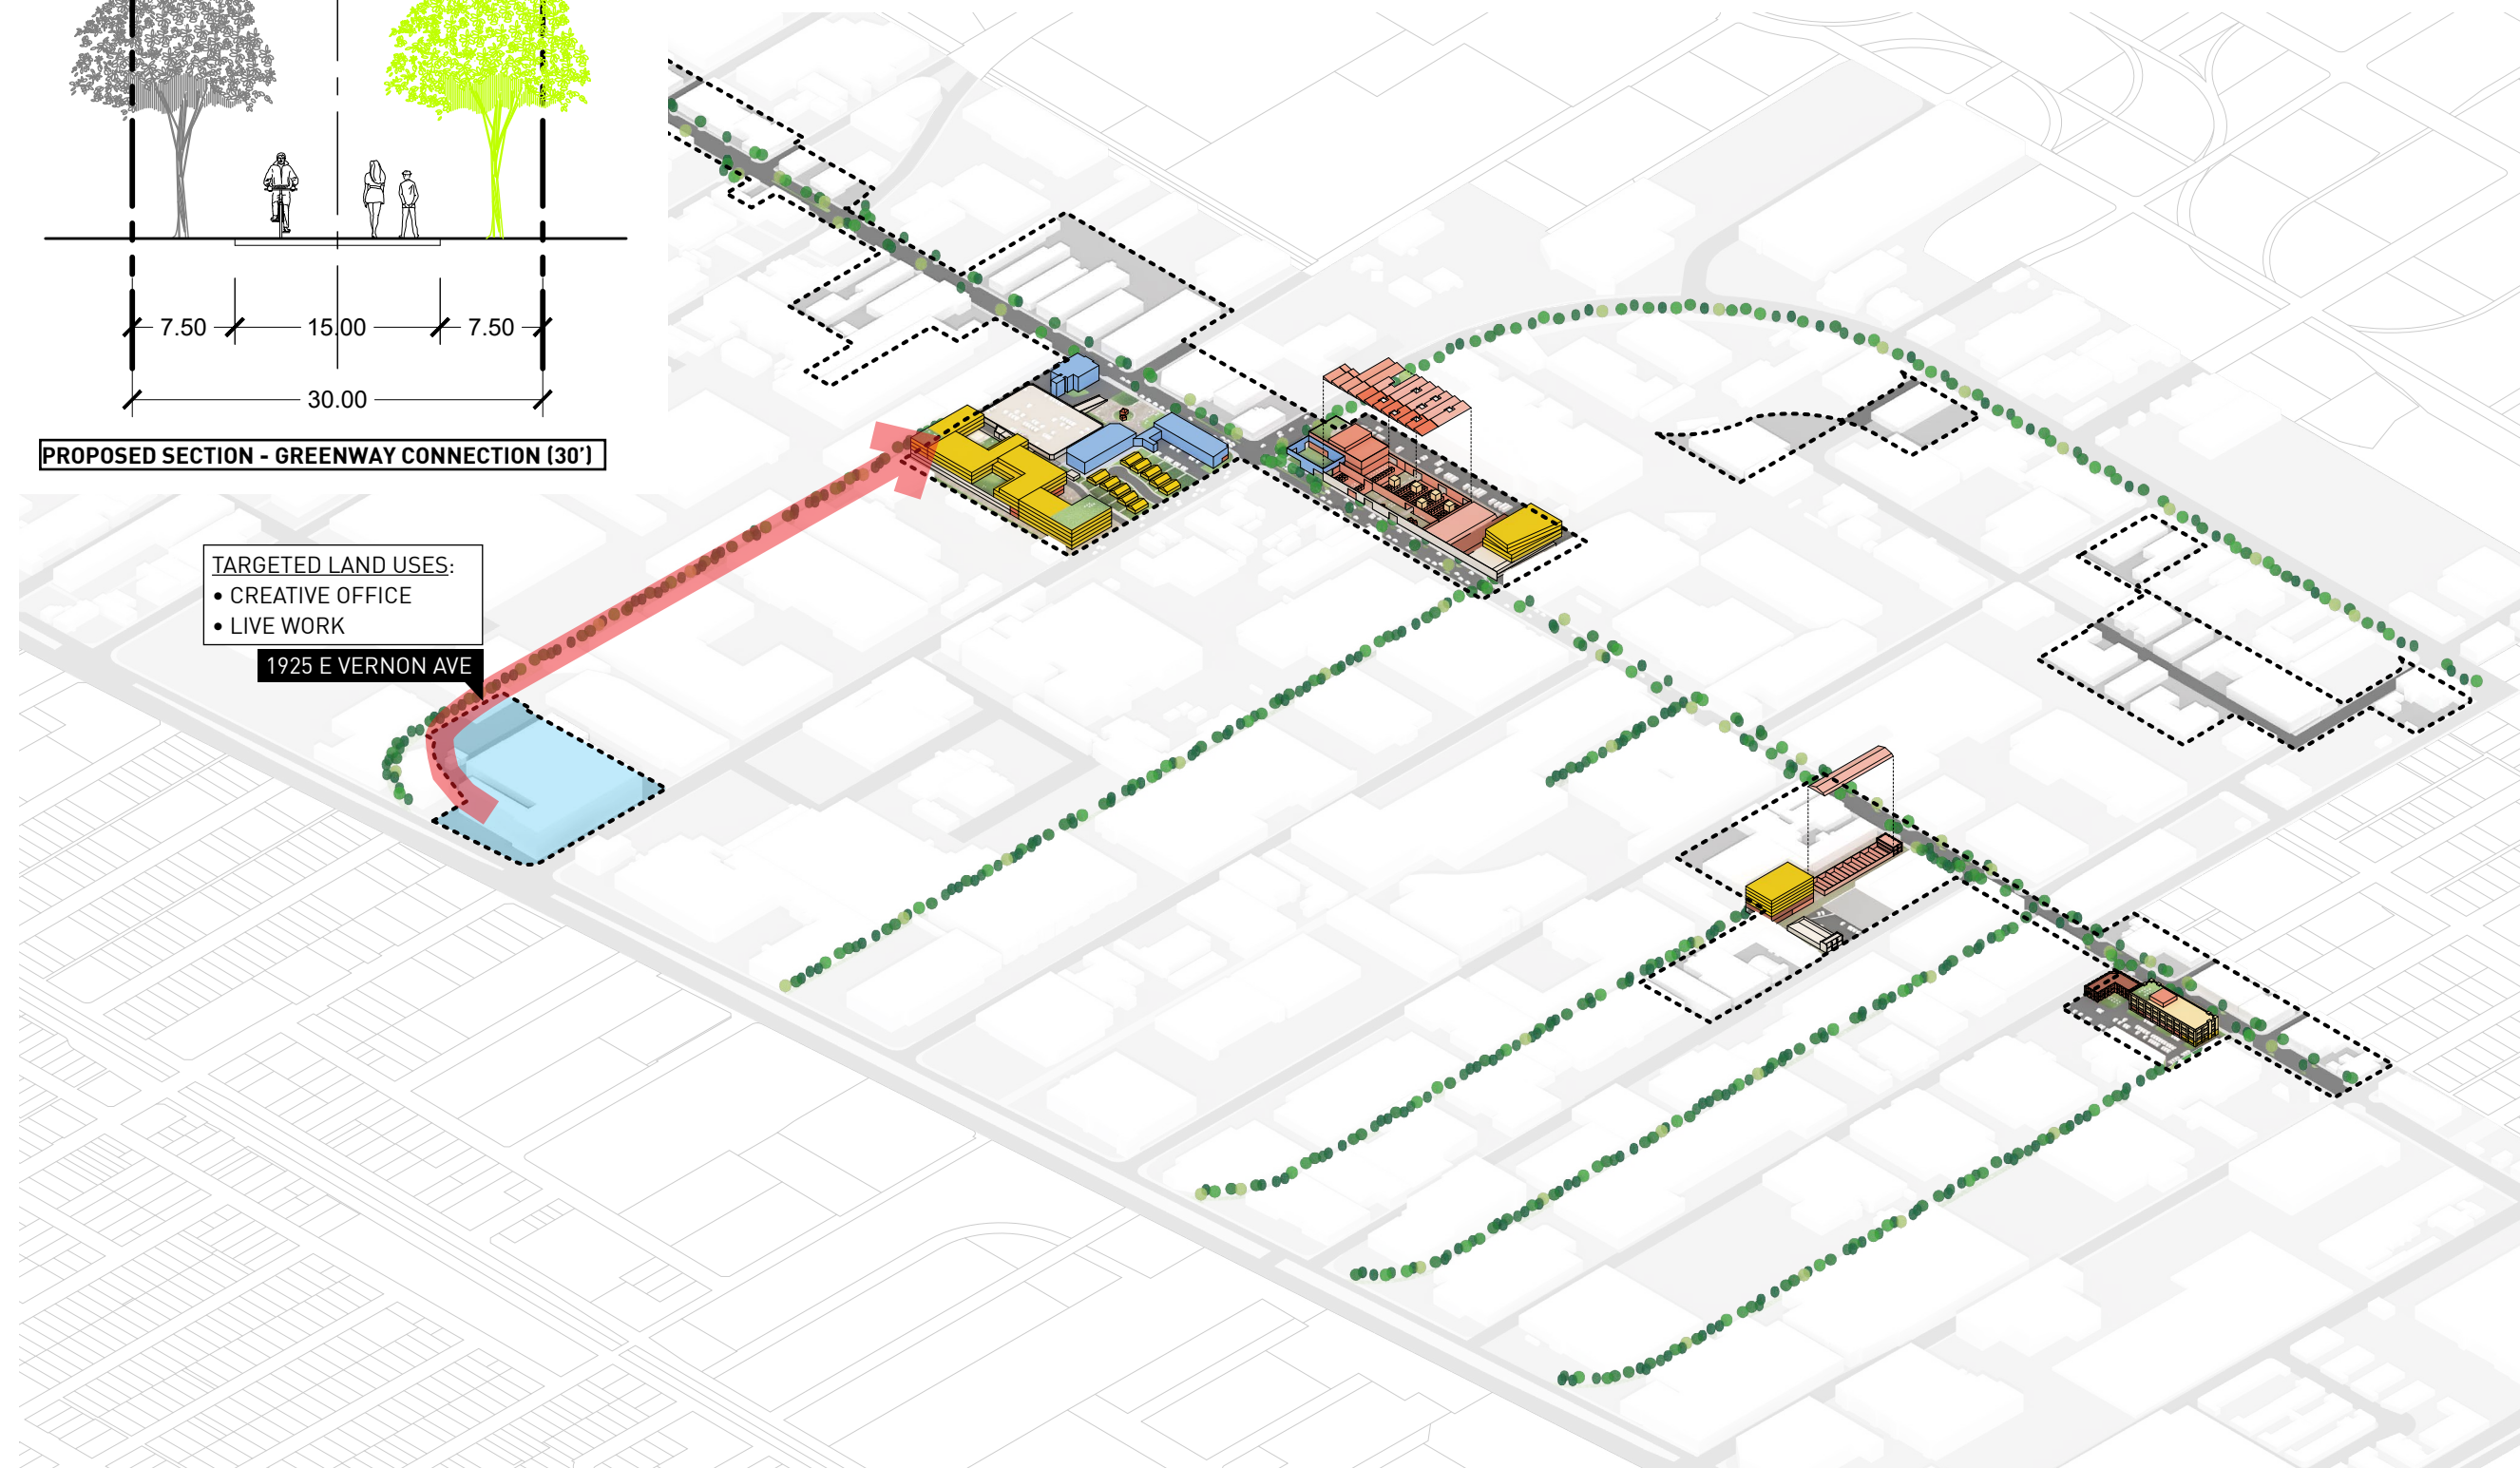 7.50 15.00 7.50
30.00
PROPOSED SECTION - GREENWAY CONNECTION (30')
TARGETED LAND USES:
• CREATIVE OFFICE
• LIVE WORK
1925 E VERNON AVE